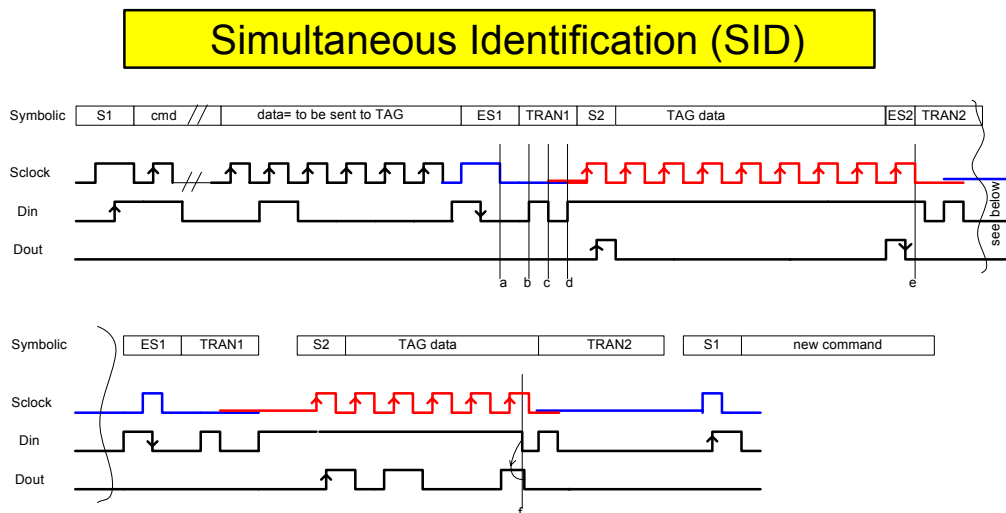 Simultaneous Identification (SID)
Symbolic S1 cmd data= to be sent to TAG ES1 TRAN1 S2 TAG data ES2 TRAN2
Sclock
Din
Dout
see below
a b c d e
Symbolic ES1 TRAN1 S2 TAG data TRAN2 S1 new command
Sclock
Din
Dout
f